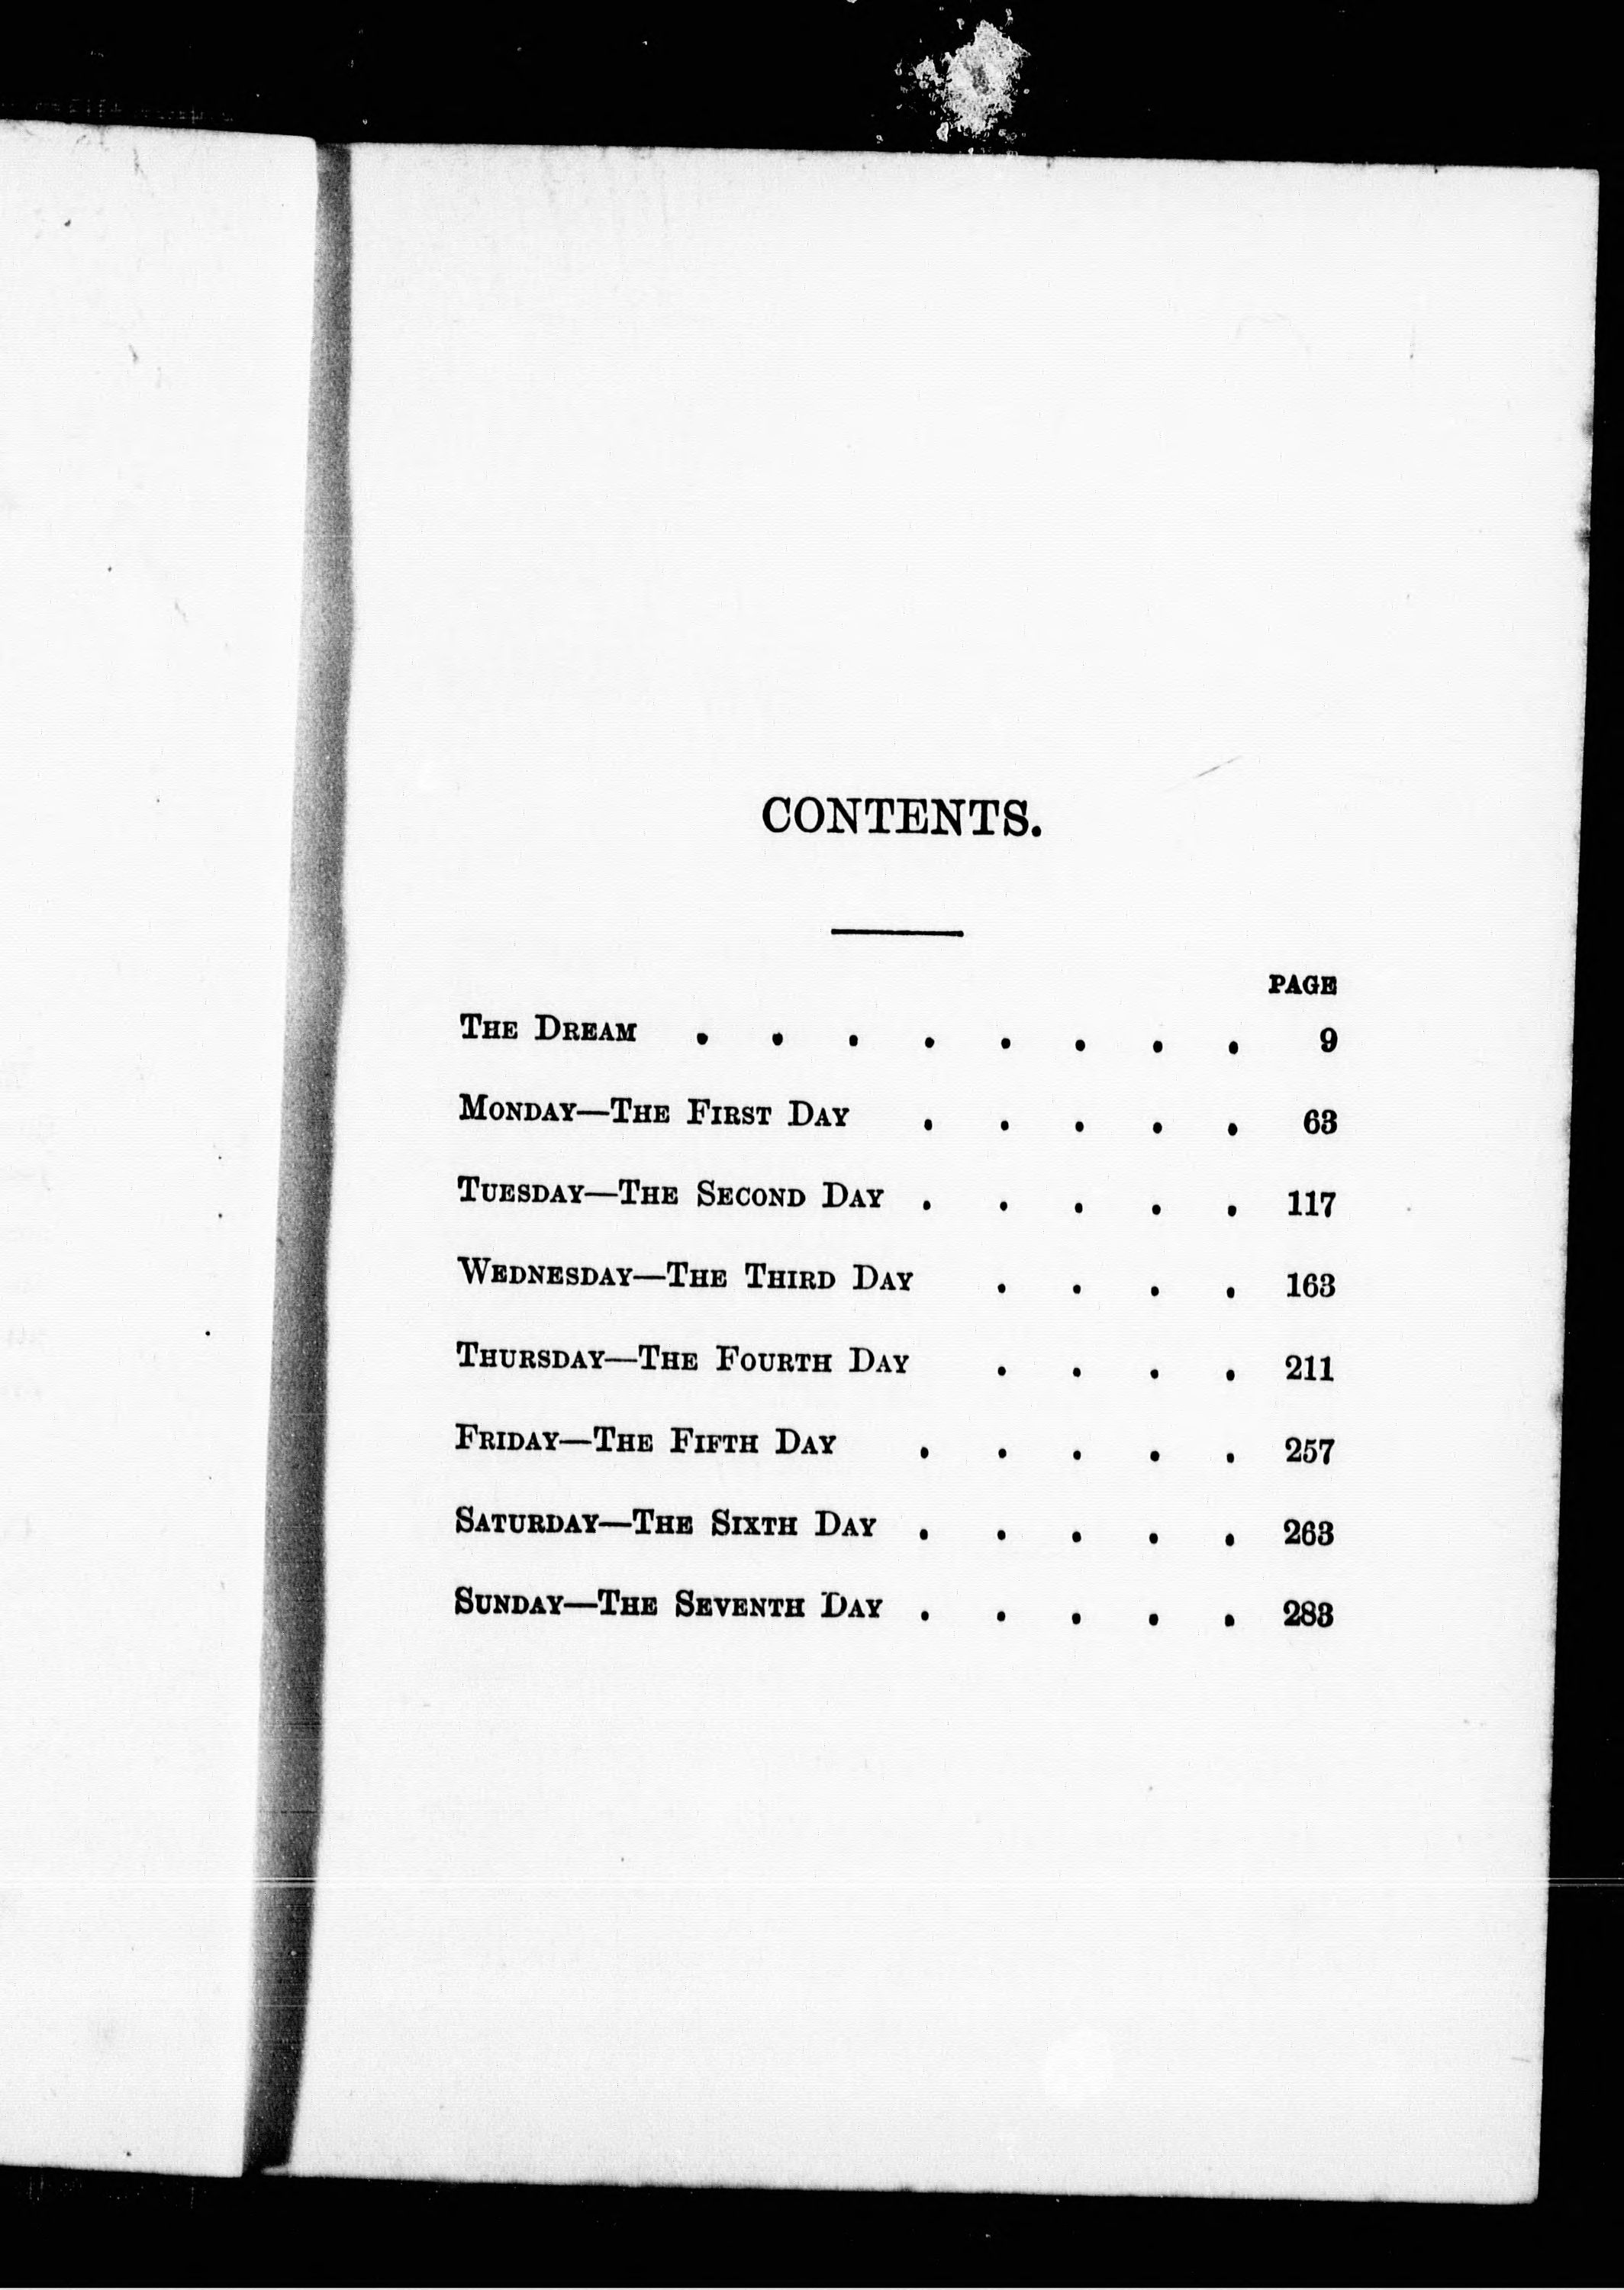 CONTENTS.
PAGE
THE DREAM . . . . . . . . 9
MONDAY—THE FIRST DAY . . . . . 63
TUESDAY—THE SECOND DAY . . . . . 117
WEDNESDAY—THE THIRD DAY . . . . 163
THURSDAY—THE FOURTH DAY . . . . 211
FRIDAY—THE FIFTH DAY . . . . . 257
SATURDAY—THE SIXTH DAY . . . . . 263
SUNDAY—THE SEVENTH DAY . . . . . 283